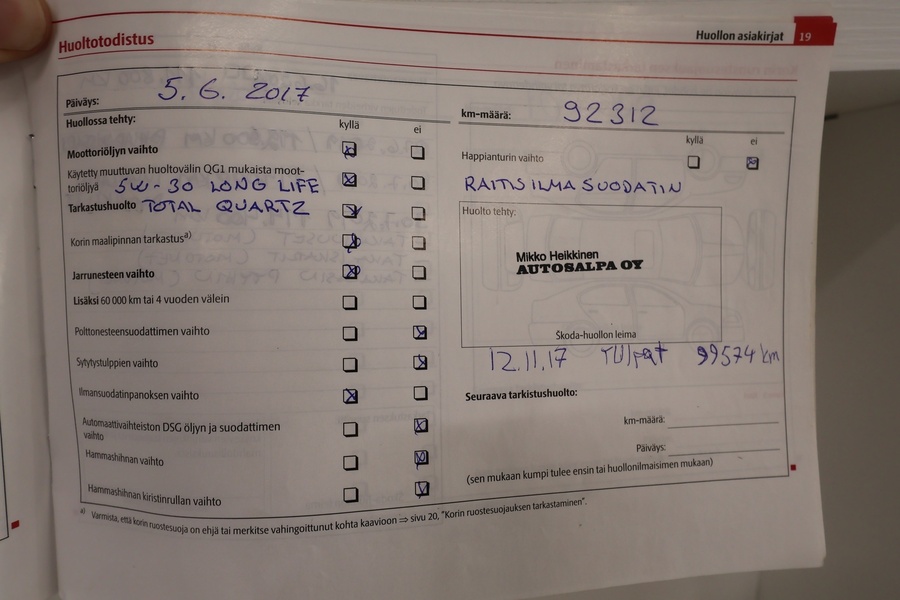 Huoltotodistus
Huollon asiakirjat 19
Päiväys: 5.6. 2017
km-määrä: 92312
Huollossa tehty:
kyllä ei
Moottoriöljyn vaihto
Käytetty muuttuvan huoltovälin QG1 mukaista moot-
toriöljyä 5W-30 LONG LIFE
Tarkastushuolto TOTAL QUARTZ
Korin maalipinnan tarkastus a)
Jarrunesteen vaihto
Lisäksi 60 000 km tai 4 vuoden välein
Polttonesteensuodattimen vaihto
Sytytystulppien vaihto
Ilmansuodatinpanoksen vaihto
Automaattivaihteiston DSG öljyn ja suodattimen
vaihto
Hammashihnan vaihto
Hammashihnan kiristinrullan vaihto
kyllä ei
Happianturin vaihto
RAITISILMASUODATIN
Huolto tehty:
Mikko Heikkinen
AUTOSALPA OY
Škoda-huollon leima
12.11.17 TUlpat 99574 km
Seuraava tarkistushuolto:
km-määrä:
Päiväys:
(sen mukaan kumpi tulee ensin tai huollonilmaisimen mukaan)
a) Varmista, että korin ruostesuoja on ehjä tai merkitse vahingoittunut kohta kaavioon ⇒ sivu 20, "Korin ruostesuojauksen tarkastaminen".